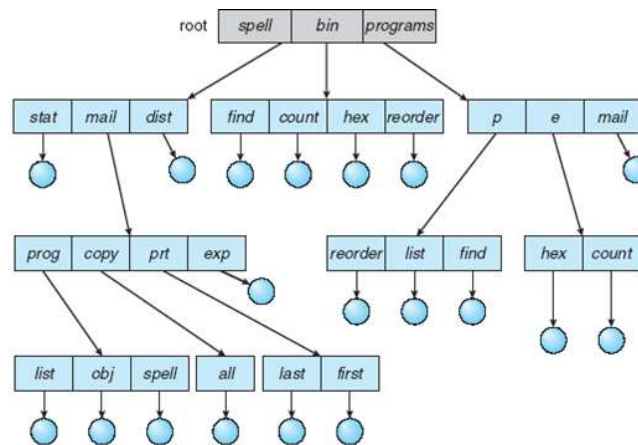 root spell bin programs
stat mail dist find count hex reorder p e mail
prog copy prt exp reorder list find hex count
list obj spell all last first